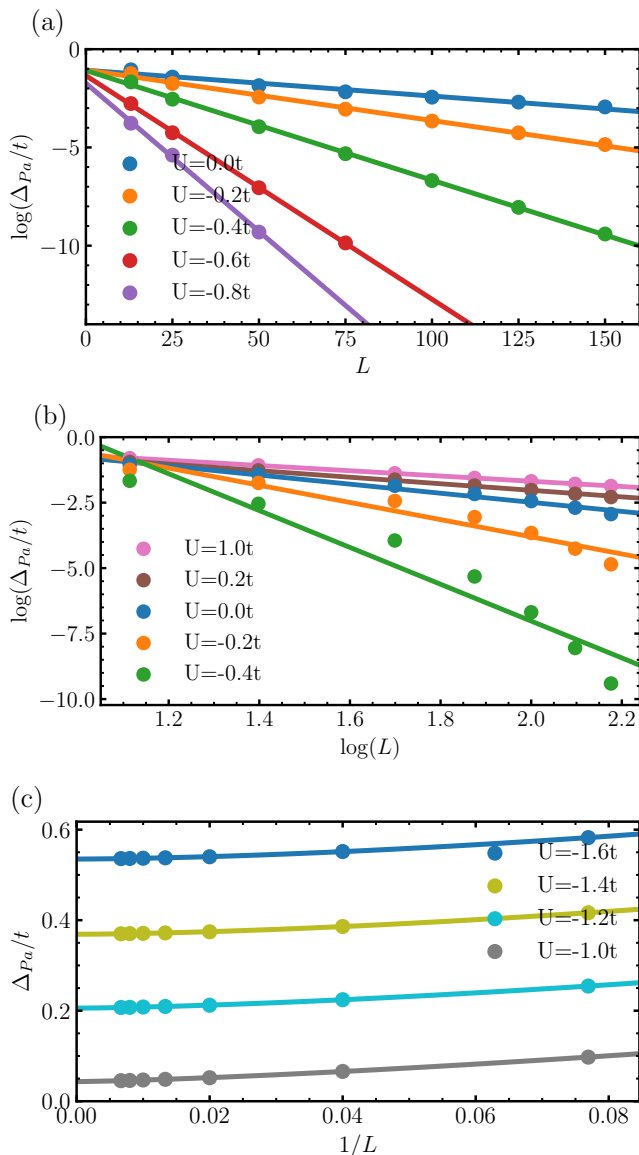 (a)
0
−5
−10
log(Δ_{Pa}/t)
U=0.0t
U=-0.2t
U=-0.4t
U=-0.6t
U=-0.8t
0 25 50 75 100 125 150
L
(b)
0.0
−2.5
−5.0
−7.5
−10.0
log(Δ_{Pa}/t)
U=1.0t
U=0.2t
U=0.0t
U=-0.2t
U=-0.4t
1.2 1.4 1.6 1.8 2.0 2.2
log(L)
(c)
0.6
0.4
0.2
0.0
Δ_{Pa}/t
U=-1.6t
U=-1.4t
U=-1.2t
U=-1.0t
0.00 0.02 0.04 0.06 0.08
1/L